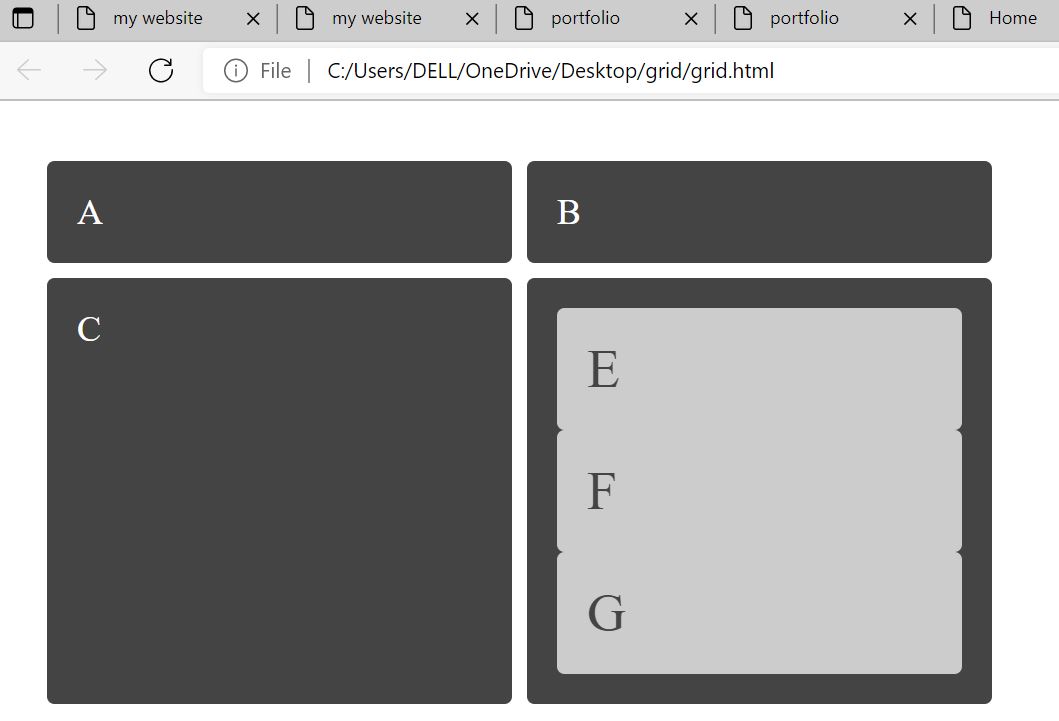 my website my website portfolio portfolio Home
File C:/Users/DELL/OneDrive/Desktop/grid/grid.html
A B
C
E
F
G